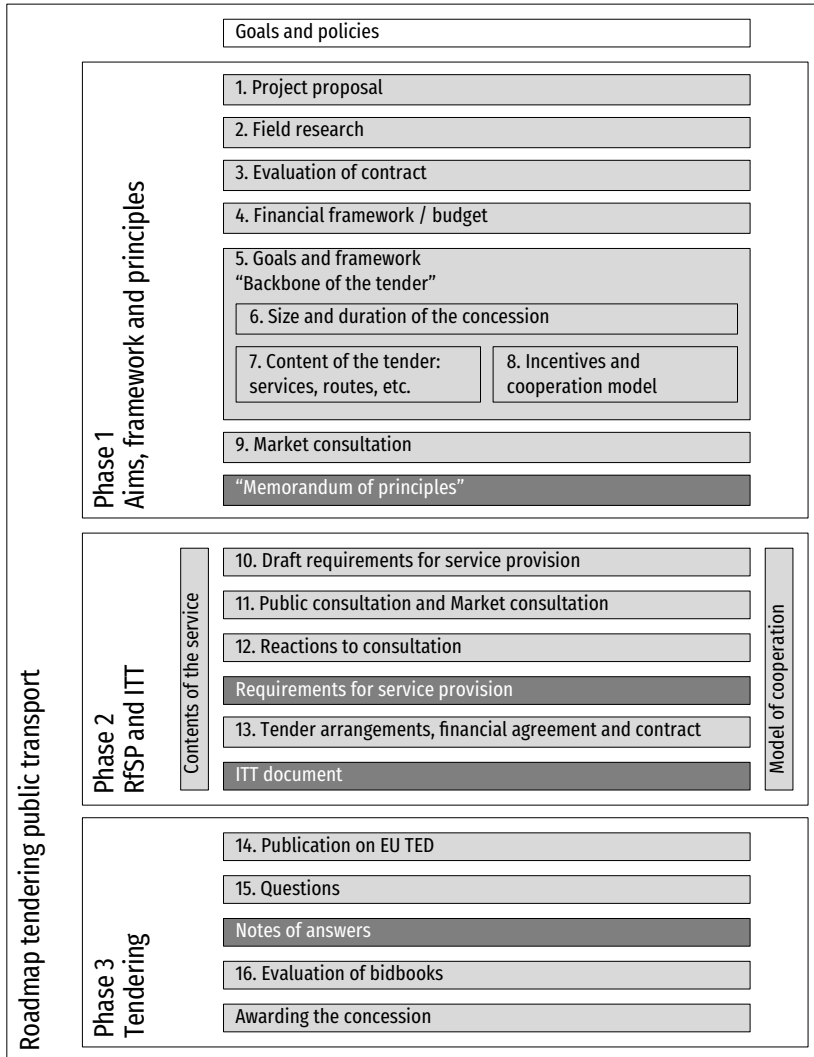 Roadmap tendering public transport
Goals and policies
Phase 1
Aims, framework and principles
1. Project proposal
2. Field research
3. Evaluation of contract
4. Financial framework / budget
5. Goals and framework
“Backbone of the tender”
6. Size and duration of the concession
7. Content of the tender:
services, routes, etc.
8. Incentives and
cooperation model
9. Market consultation
“Memorandum of principles”
Phase 2
RfSP and ITT
Contents of the service
10. Draft requirements for service provision
11. Public consultation and Market consultation
12. Reactions to consultation
Requirements for service provision
13. Tender arrangements, financial agreement and contract
ITT document
Model of cooperation
Phase 3
Tendering
14. Publication on EU TED
15. Questions
Notes of answers
16. Evaluation of bidbooks
Awarding the concession